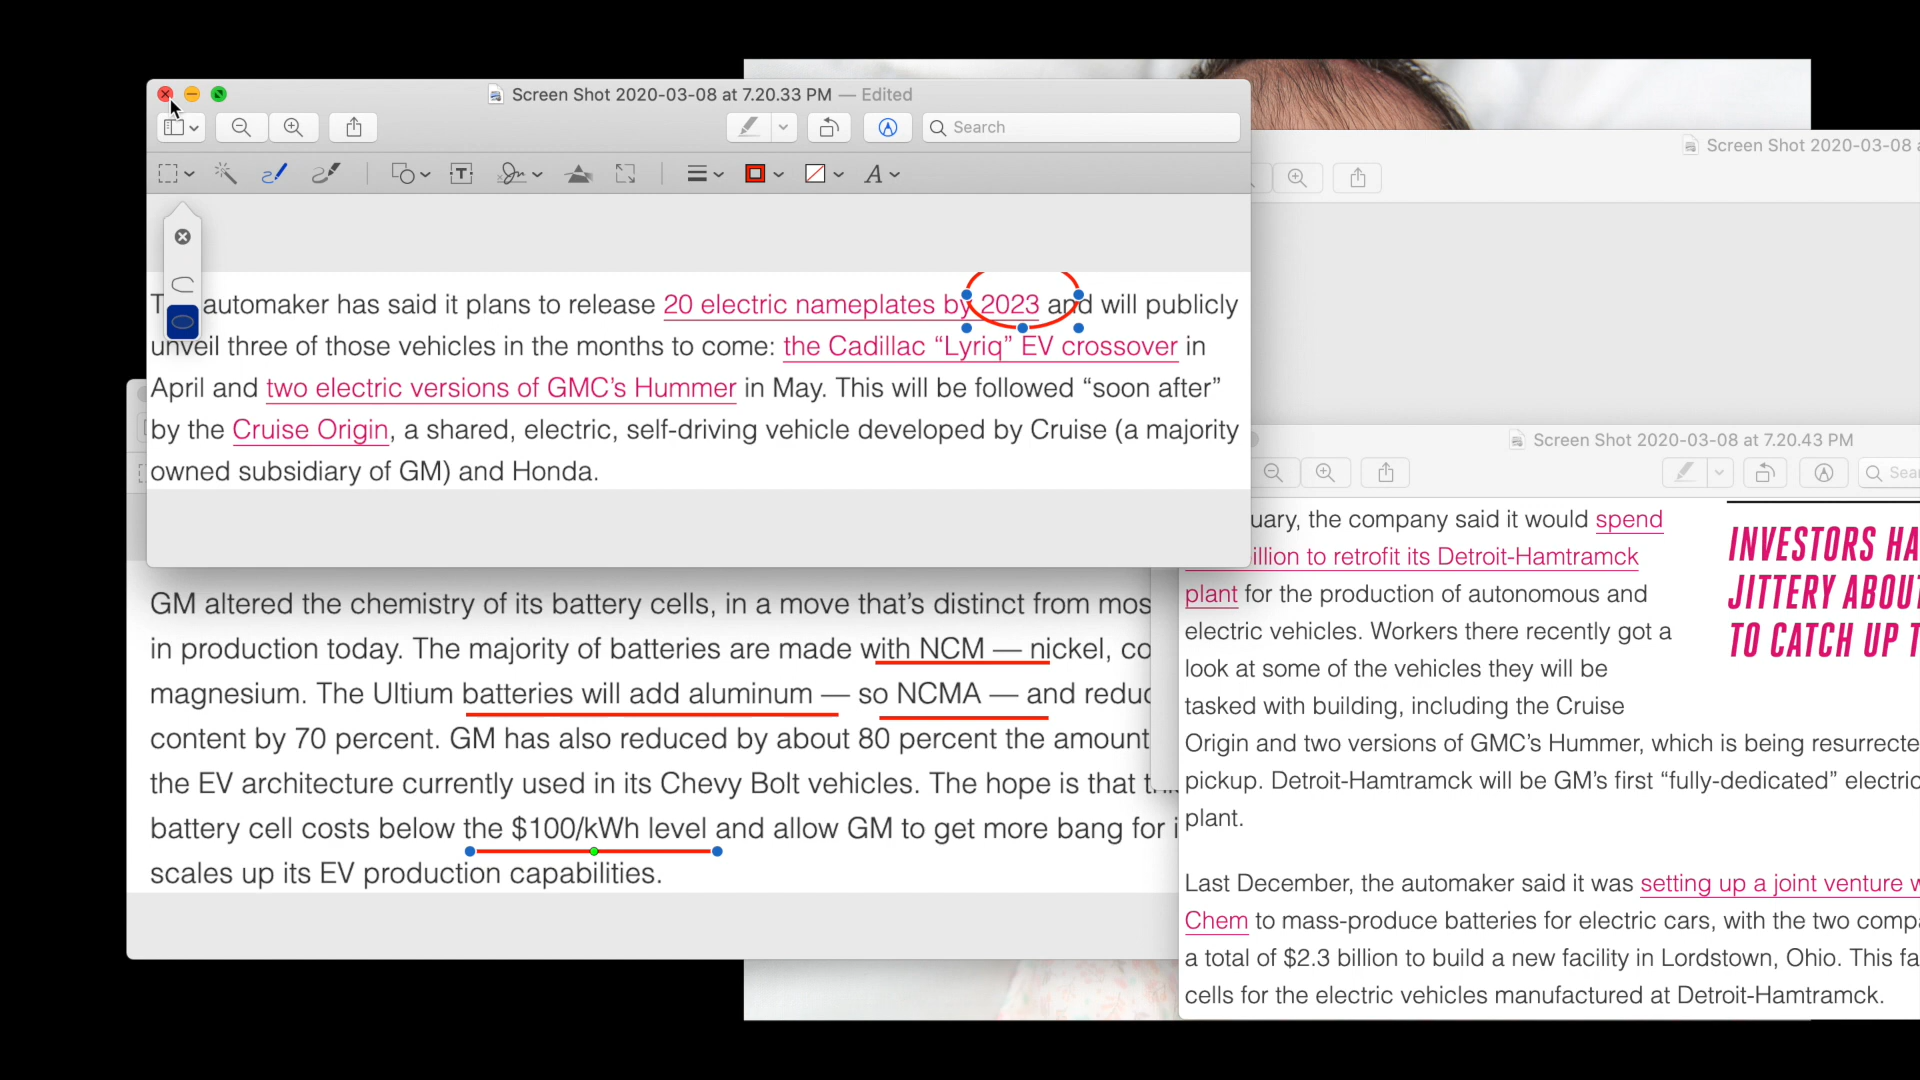 Screen Shot 2020-03-08 at 7.20.33 PM — Edited
Search
automaker has said it plans to release 20 electric nameplates by 2023 and will publicly
unveil three of those vehicles in the months to come: the Cadillac “Lyriq” EV crossover in
April and two electric versions of GMC’s Hummer in May. This will be followed “soon after”
by the Cruise Origin, a shared, electric, self-driving vehicle developed by Cruise (a majority
owned subsidiary of GM) and Honda.
GM altered the chemistry of its battery cells, in a move that’s distinct from mos
in production today. The majority of batteries are made with NCM — nickel, co
magnesium. The Ultium batteries will add aluminum — so NCMA — and reduc
content by 70 percent. GM has also reduced by about 80 percent the amount
the EV architecture currently used in its Chevy Bolt vehicles. The hope is that
battery cell costs below the $100/kWh level and allow GM to get more bang for i
scales up its EV production capabilities.
Screen Shot 2020-03-08 a
Screen Shot 2020-03-08 at 7.20.43 PM
Sear
uary, the company said it would spend
illion to retrofit its Detroit-Hamtramck
plant for the production of autonomous and
electric vehicles. Workers there recently got a
look at some of the vehicles they will be
tasked with building, including the Cruise
Origin and two versions of GMC’s Hummer, which is being resurrecte
pickup. Detroit-Hamtramck will be GM’s first “fully-dedicated” electric
plant.
INVESTORS HA
JITTERY ABOUT
TO CATCH UP T
Last December, the automaker said it was setting up a joint venture w
Chem to mass-produce batteries for electric cars, with the two compa
a total of $2.3 billion to build a new facility in Lordstown, Ohio. This fa
cells for the electric vehicles manufactured at Detroit-Hamtramck.